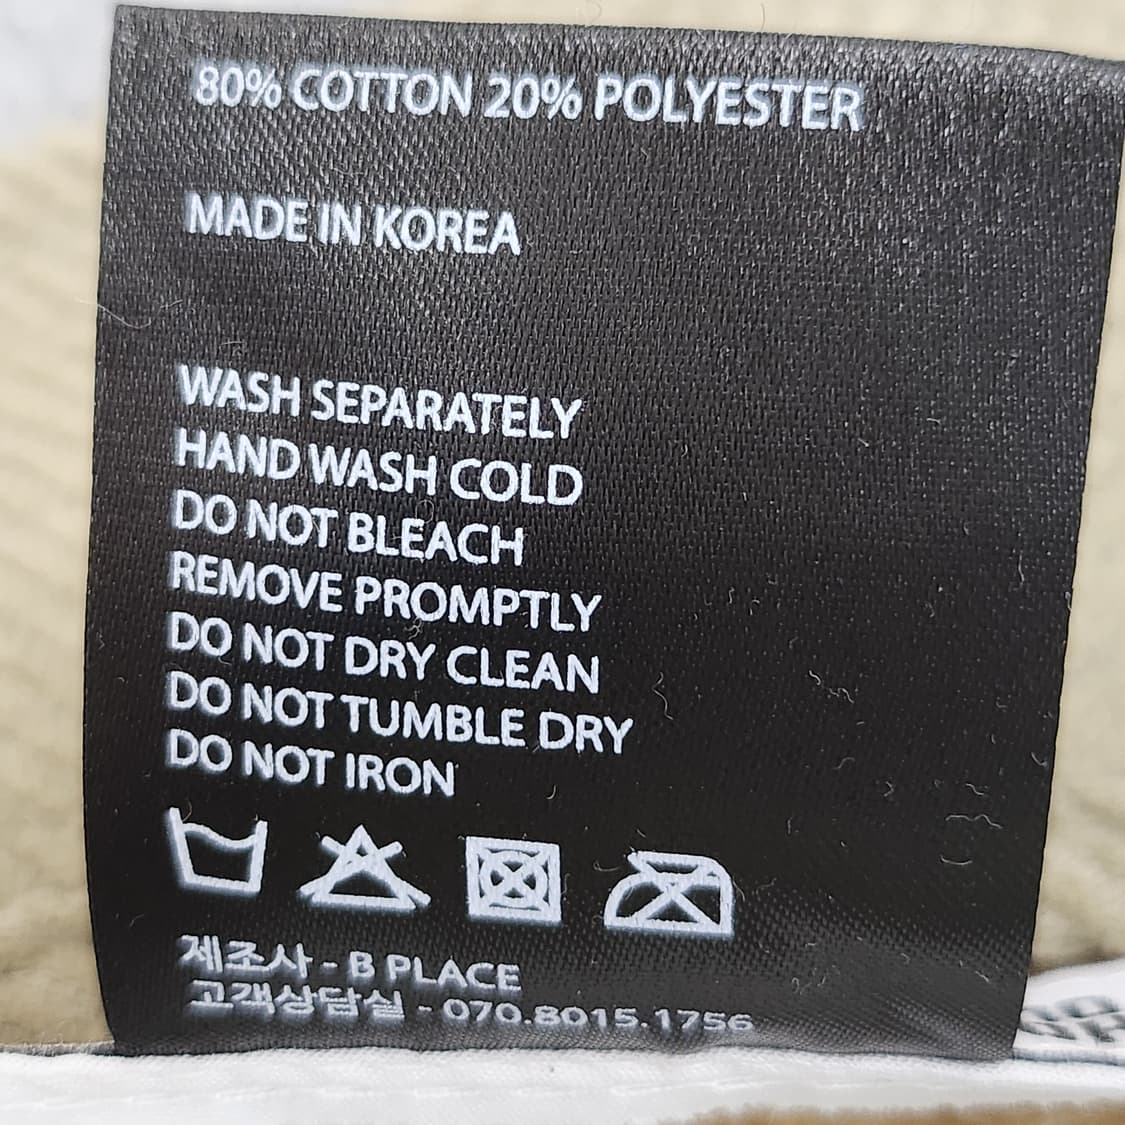 80% COTTON 20% POLYESTER
MADE IN KOREA
WASH SEPARATELY
HAND WASH COLD
DO NOT BLEACH
REMOVE PROMPTLY
DO NOT DRY CLEAN
DO NOT TUMBLE DRY
DO NOT IRON
제조사 - B PLACE
고객상담실 - 070.8015.1756